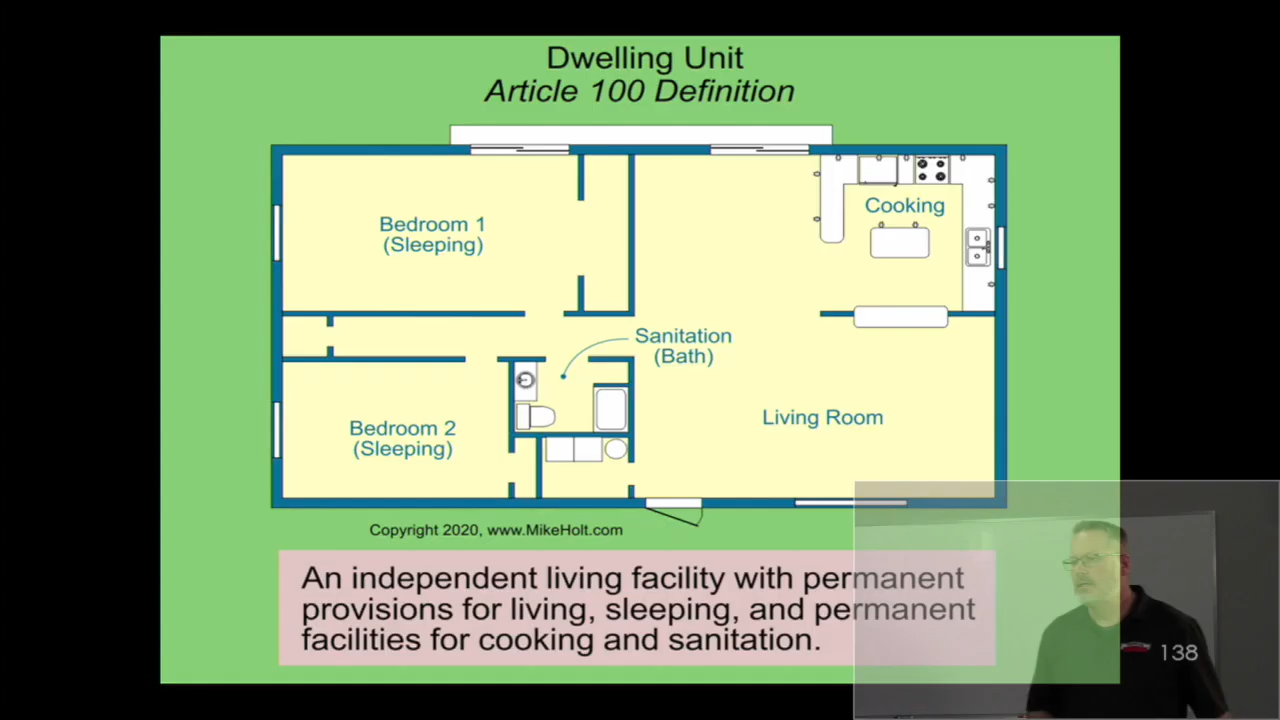 Dwelling Unit
Article 100 Definition
Bedroom 1
(Sleeping)
Cooking
Sanitation
(Bath)
Living Room
Bedroom 2
(Sleeping)
Copyright 2020, www.MikeHolt.com
An independent living facility with permanent
provisions for living, sleeping, and permanent
facilities for cooking and sanitation.
138